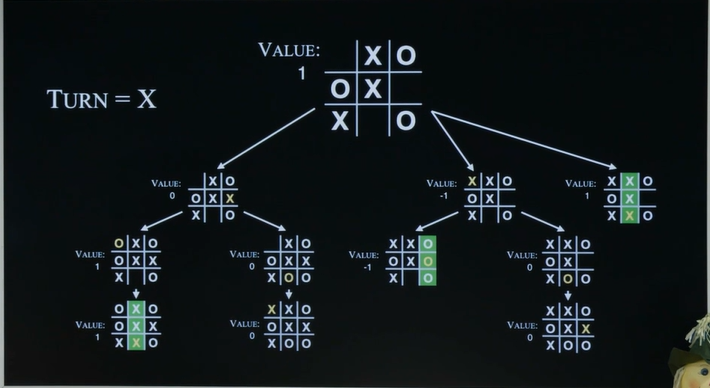 VALUE:
1
TURN = X
X O
O X
X O
VALUE:
0
X O
O X X
X O
VALUE:
-1
X X O
O X
X O
VALUE:
1
X X O
O X
X X O
VALUE:
1
O X O
O X X
X O
VALUE:
0
X O
O X X
X O O
VALUE:
-1
X X O
O X O
X O
VALUE:
0
X X O
O X
X O O
VALUE:
1
O X O
O X X
X X O
VALUE:
0
X X O
O X X
X O O
VALUE:
0
X X O
O X X
X O O